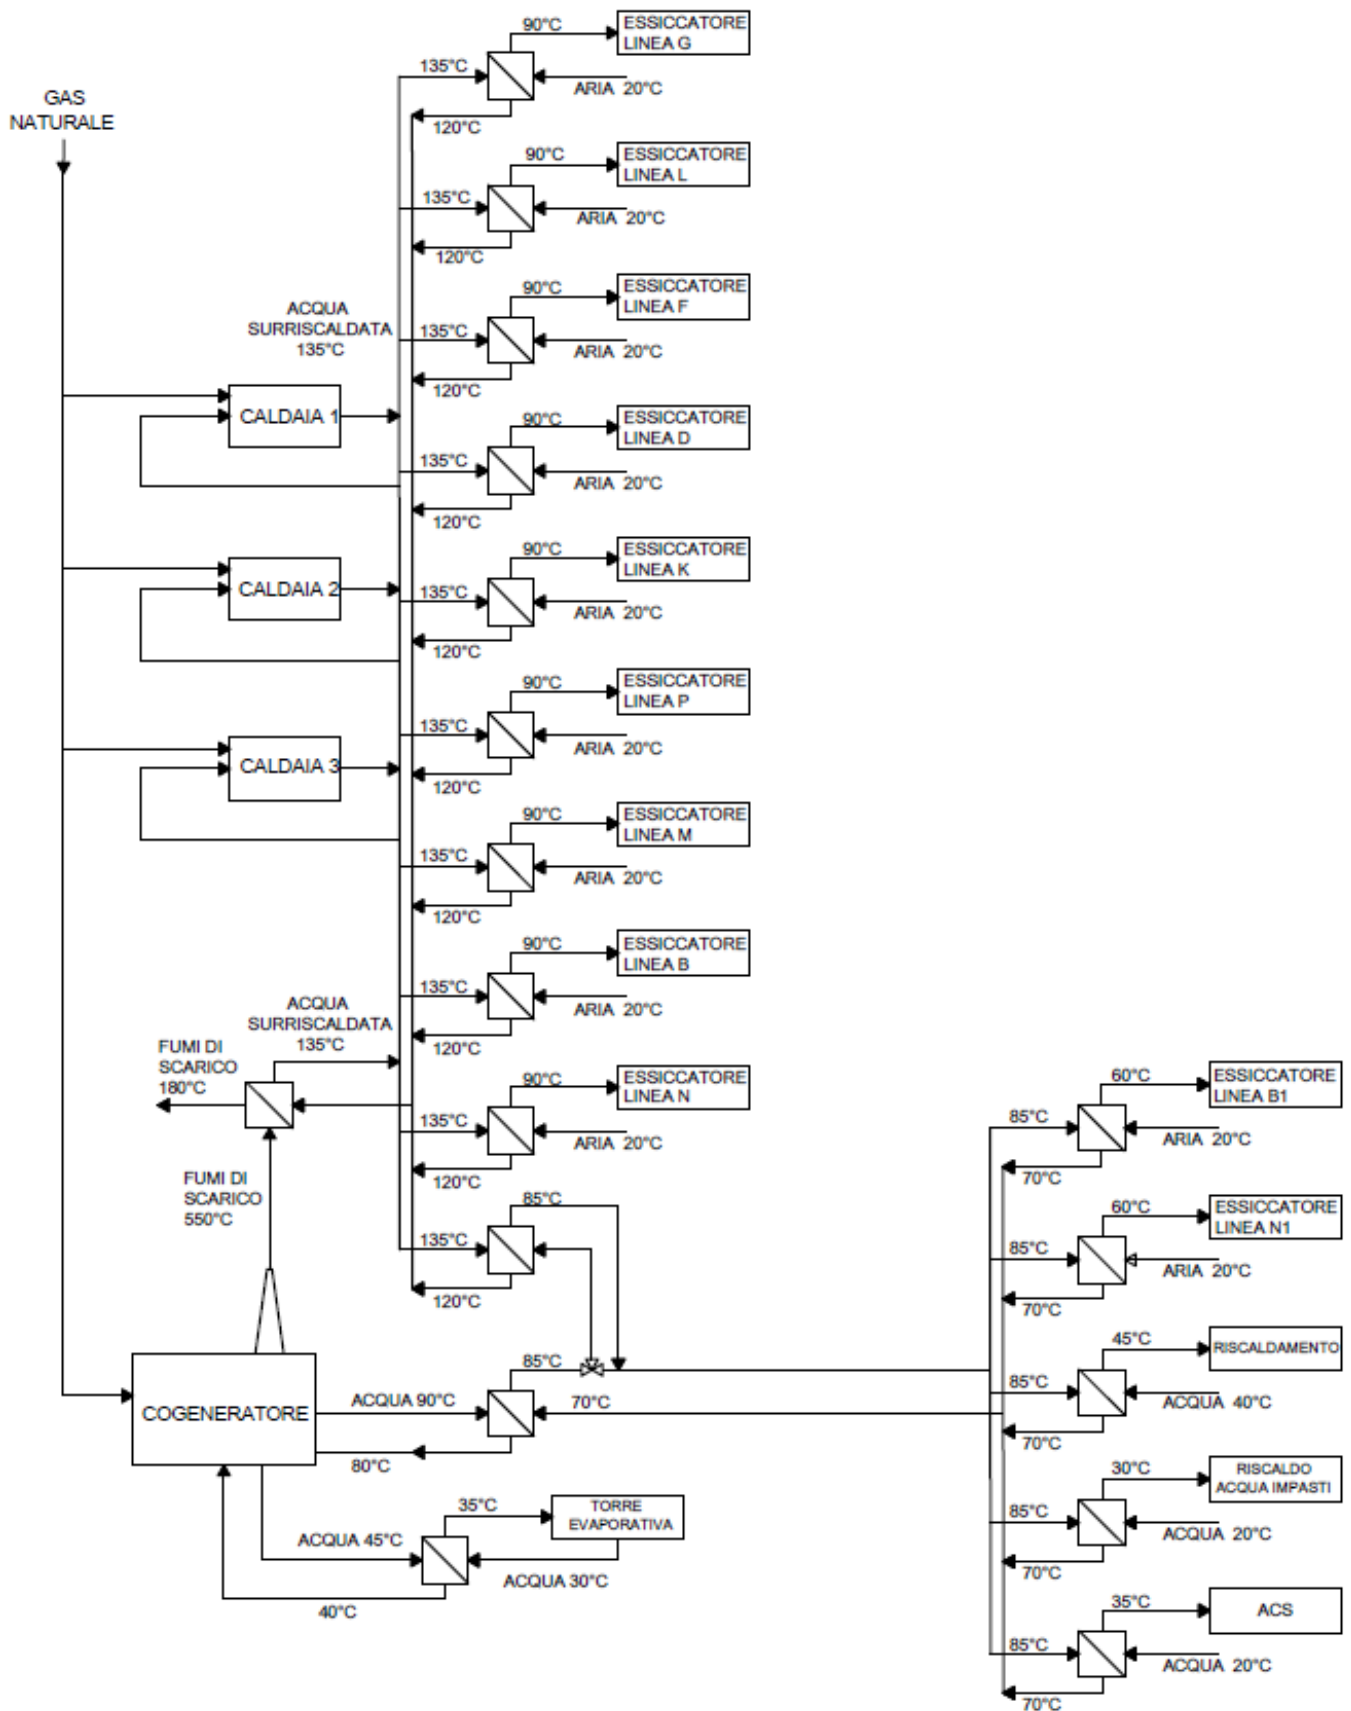 90°C
ESSICCATORE
LINEA G
135°C
ARIA 20°C
120°C
GAS
NATURALE
90°C
ESSICCATORE
LINEA L
135°C
ARIA 20°C
120°C
90°C
ESSICCATORE
LINEA F
ACQUA
SURRISCALDATA
135°C
135°C
ARIA 20°C
120°C
CALDAIA 1
90°C
ESSICCATORE
LINEA D
135°C
ARIA 20°C
120°C
90°C
ESSICCATORE
LINEA K
CALDAIA 2
135°C
ARIA 20°C
120°C
90°C
ESSICCATORE
LINEA P
135°C
ARIA 20°C
CALDAIA 3
120°C
90°C
ESSICCATORE
LINEA M
135°C
ARIA 20°C
120°C
90°C
ESSICCATORE
LINEA B
135°C
ARIA 20°C
120°C
ACQUA
SURRISCALDATA
135°C
FUMI DI
SCARICO
180°C
90°C
ESSICCATORE
LINEA N
135°C
ARIA 20°C
120°C
FUMI DI
SCARICO
550°C
85°C
135°C
120°C
85°C
ACQUA 90°C
70°C
COGENERATORE
80°C
35°C
TORRE
EVAPORATIVA
ACQUA 45°C
ACQUA 30°C
40°C
60°C
ESSICCATORE
LINEA B1
85°C
ARIA 20°C
70°C
60°C
ESSICCATORE
LINEA N1
85°C
ARIA 20°C
70°C
45°C
RISCALDAMENTO
85°C
ACQUA 40°C
70°C
30°C
RISCALDO
ACQUA IMPASTI
85°C
ACQUA 20°C
70°C
35°C
ACS
85°C
ACQUA 20°C
70°C